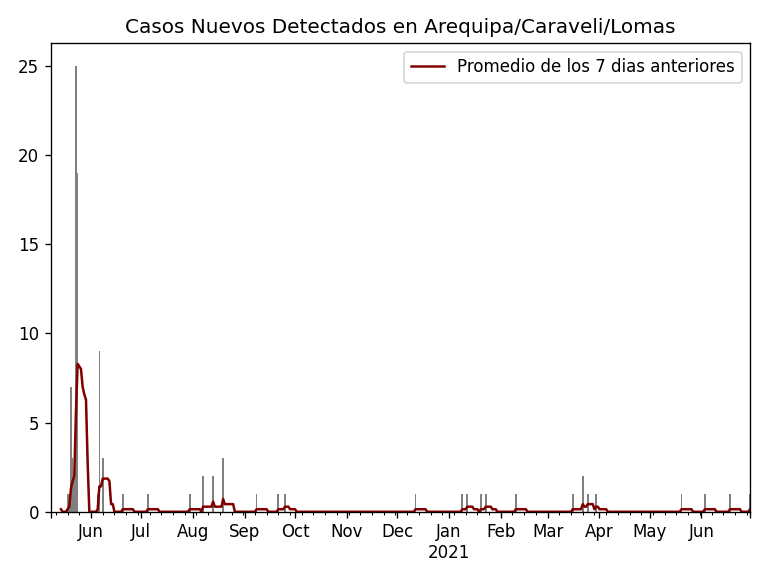 Casos Nuevos Detectados en Arequipa/Caraveli/Lomas
Promedio de los 7 dias anteriores
25
20
15
10
5
0
Jun Jul Aug Sep Oct Nov Dec Jan Feb Mar Apr May Jun
2021